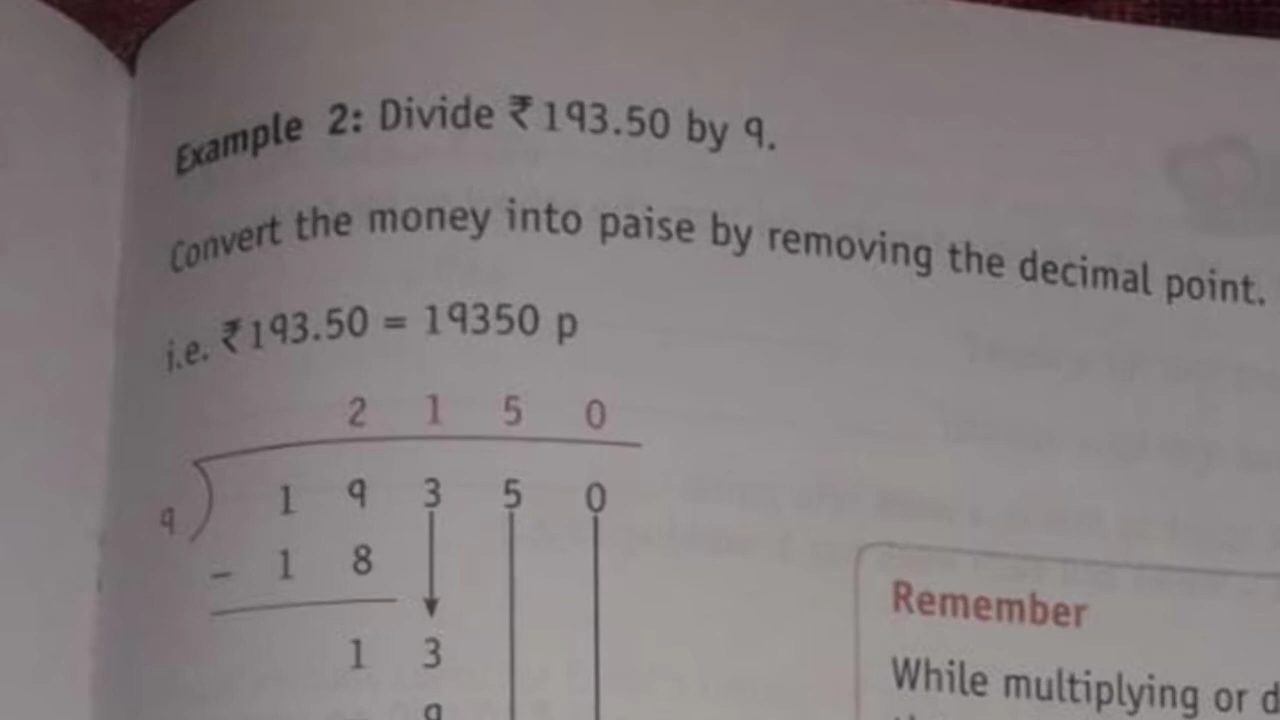 Example 2: Divide ₹193.50 by 9.
Convert the money into paise by removing the decimal point.
i.e. ₹193.50 = 19350 p
2 1 5 0
9 ) 1 9 3 5 0
- 1 8
1 3
9
Remember
While multiplying or d